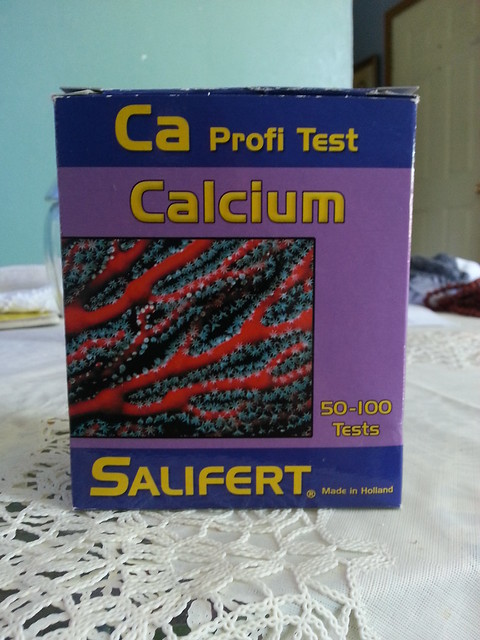 Ca Profi Test
Calcium
50-100
Tests
SALIFERT® Made in Holland